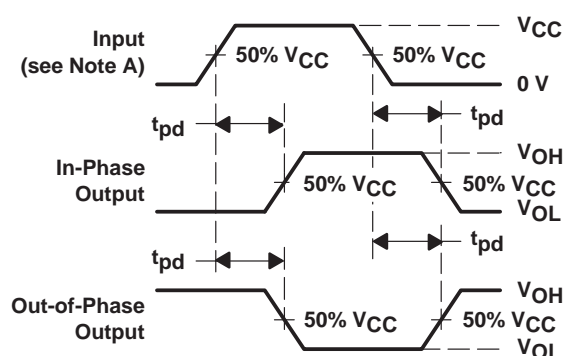 Input
(see Note A)
50% VCC
50% VCC
VCC
0 V
tpd
tpd
In-Phase
Output
50% VCC
VOH
50% VCC
VOL
tpd
tpd
Out-of-Phase
Output
50% VCC
VOH
50% VCC
VOL